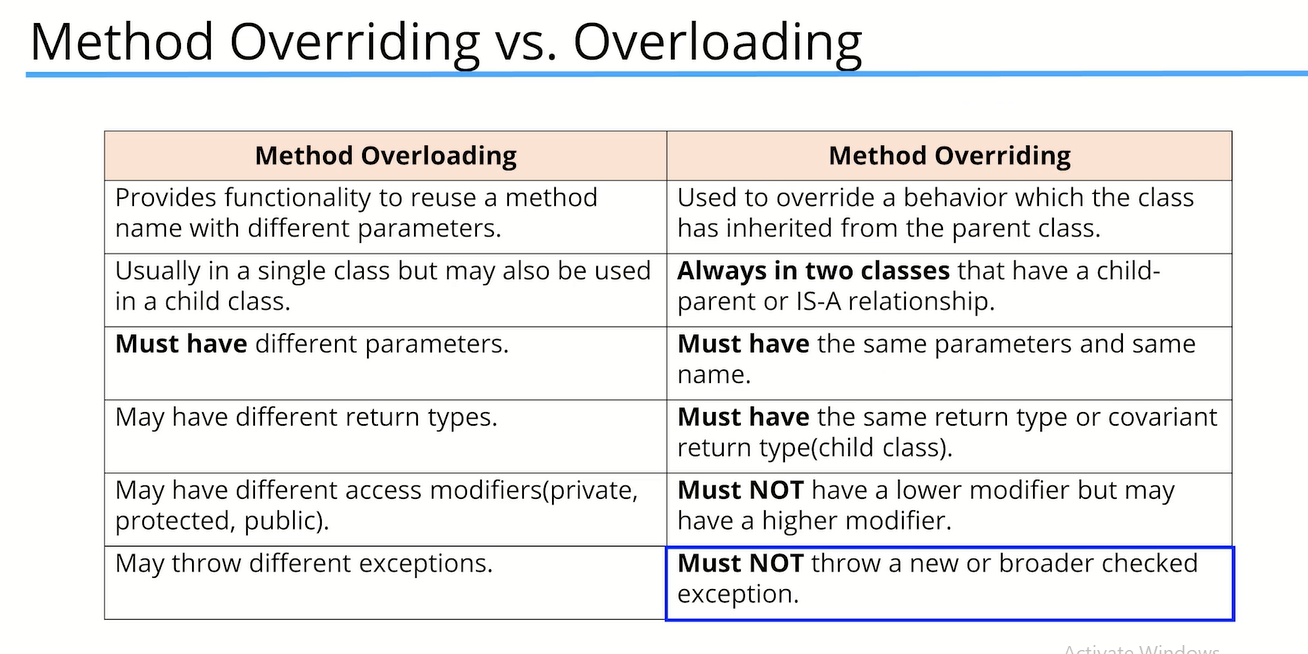 Method Overriding vs. Overloading
Method Overloading
Method Overriding
Provides functionality to reuse a method
name with different parameters.
Used to override a behavior which the class
has inherited from the parent class.
Usually in a single class but may also be used
in a child class.
Always in two classes that have a child-
parent or IS-A relationship.
Must have different parameters.
Must have the same parameters and same
name.
May have different return types.
Must have the same return type or covariant
return type(child class).
May have different access modifiers(private,
protected, public).
Must NOT have a lower modifier but may
have a higher modifier.
May throw different exceptions.
Must NOT throw a new or broader checked
exception.
Activate Windows